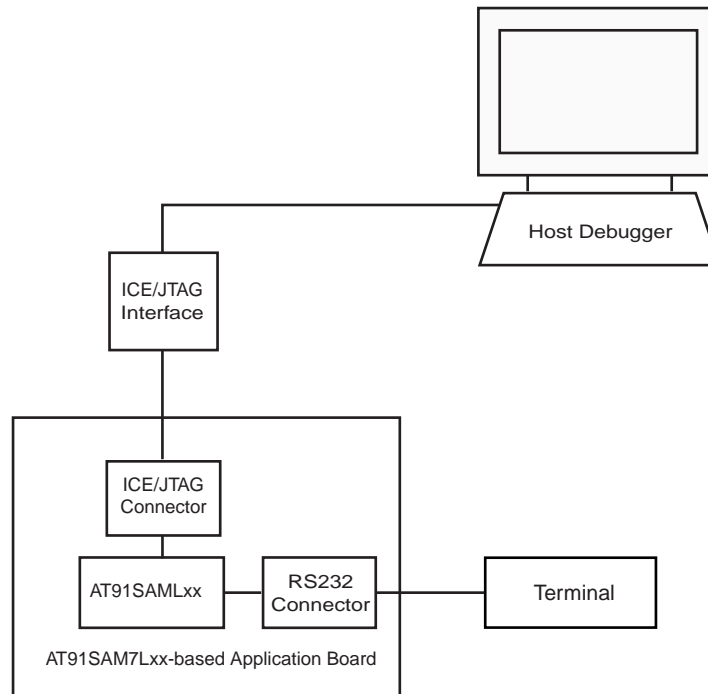 Host Debugger
ICE/JTAG
Interface
ICE/JTAG
Connector
AT91SAMLxx
RS232
Connector
Terminal
AT91SAM7Lxx-based Application Board